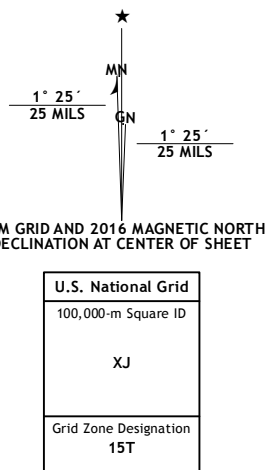 ★
MN
1° 25´
25 MILS
GN
1° 25´
25 MILS
M GRID AND 2016 MAGNETIC NORTH
DECLINATION AT CENTER OF SHEET
U.S. National Grid
100,000-m Square ID
XJ
Grid Zone Designation
15T